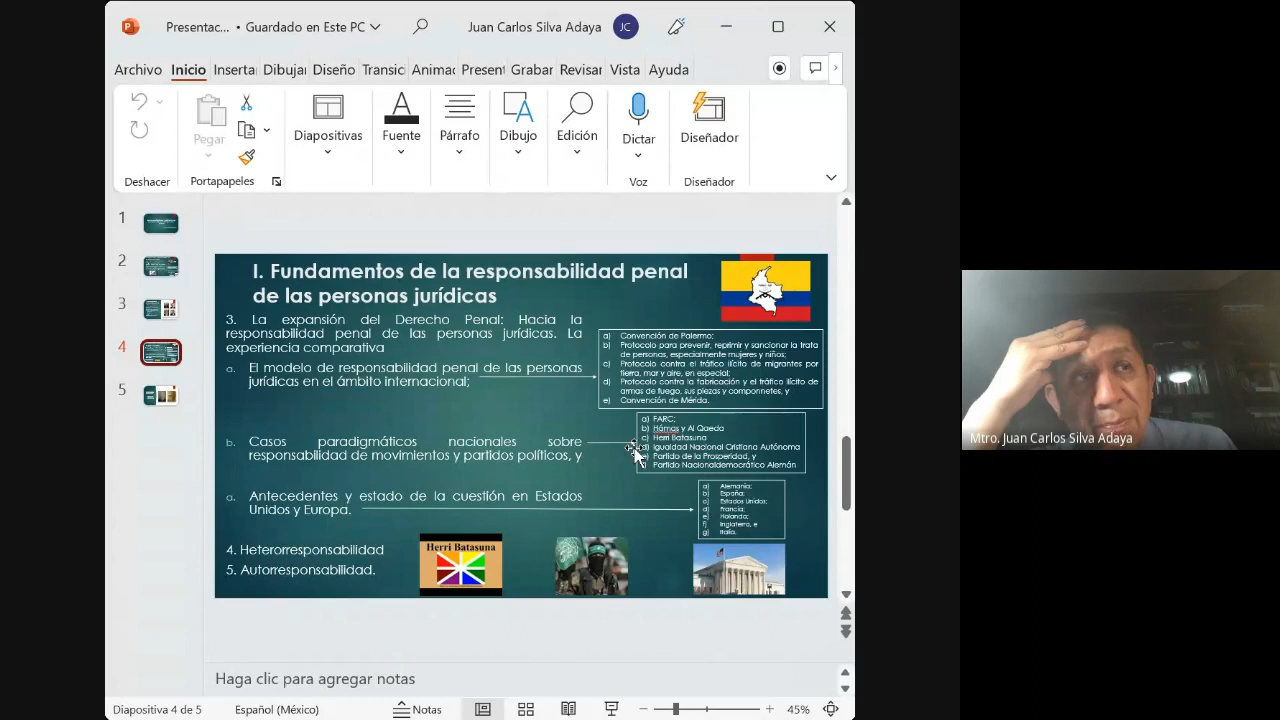 Presentac... • Guardado en Este PC
Juan Carlos Silva Adaya
JC
Archivo Inicio Inserta Dibujar Diseño Transic Animac Present Grabar Revisar Vista Ayuda
Pegar
Diapositivas
Fuente
Párrafo
Dibujo
Edición
Dictar
Diseñador
Deshacer
Portapapeles
Voz
Diseñador
1
2
3
4
5
I. Fundamentos de la responsabilidad penal
de las personas jurídicas
3. La expansión del Derecho Penal: Hacia la
responsabilidad penal de las personas jurídicas. La
experiencia comparativa
a. El modelo de responsabilidad penal de las personas
jurídicas en el ámbito internacional;
a) Convención de Palermo;
b) Protocolo para prevenir, reprimir y sancionar la trata
de personas, especialmente mujeres y niños;
c) Protocolo contra el tráfico ilícito de migrantes por
tierra, mar y aire, en especial;
d) Protocolo contra la fabricación y el tráfico ilícito de
armas de fuego, sus piezas y componnetes, y
e) Convención de Mérida.
b. Casos paradigmáticos nacionales sobre
responsabilidad de movimientos y partidos políticos, y
a) FARC;
b) Hámas y Al Qaeda
c) Herri Batasuna
d) Igualdad Nacional Cristiana Autónoma
Partido de la Prosperidad, y
Partido Nacionaldemocrático Alemán
a. Antecedentes y estado de la cuestión en Estados
Unidos y Europa.
a) Alemania;
b) España;
c) Estados Unidos;
d) Francia;
e) Holanda;
f) Inglaterra, e
g) Italia.
4. Heterorresponsabilidad
5. Autorresponsabilidad.
Herri Batasuna
Haga clic para agregar notas
Diapositiva 4 de 5
Español (México)
Notas
45%
Mtro. Juan Carlos Silva Adaya